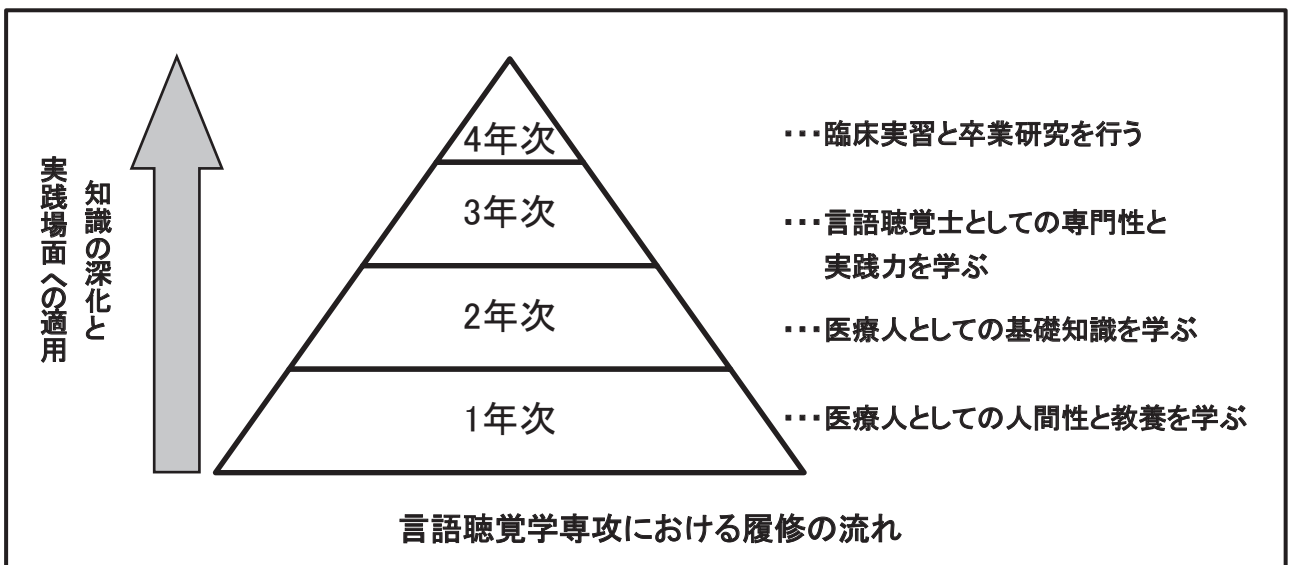 知識の深化と
実践場面への適用
4年次
・・・臨床実習と卒業研究を行う
3年次
・・・言語聴覚士としての専門性と
実践力を学ぶ
2年次
・・・医療人としての基礎知識を学ぶ
1年次
・・・医療人としての人間性と教養を学ぶ
言語聴覚学専攻における履修の流れ